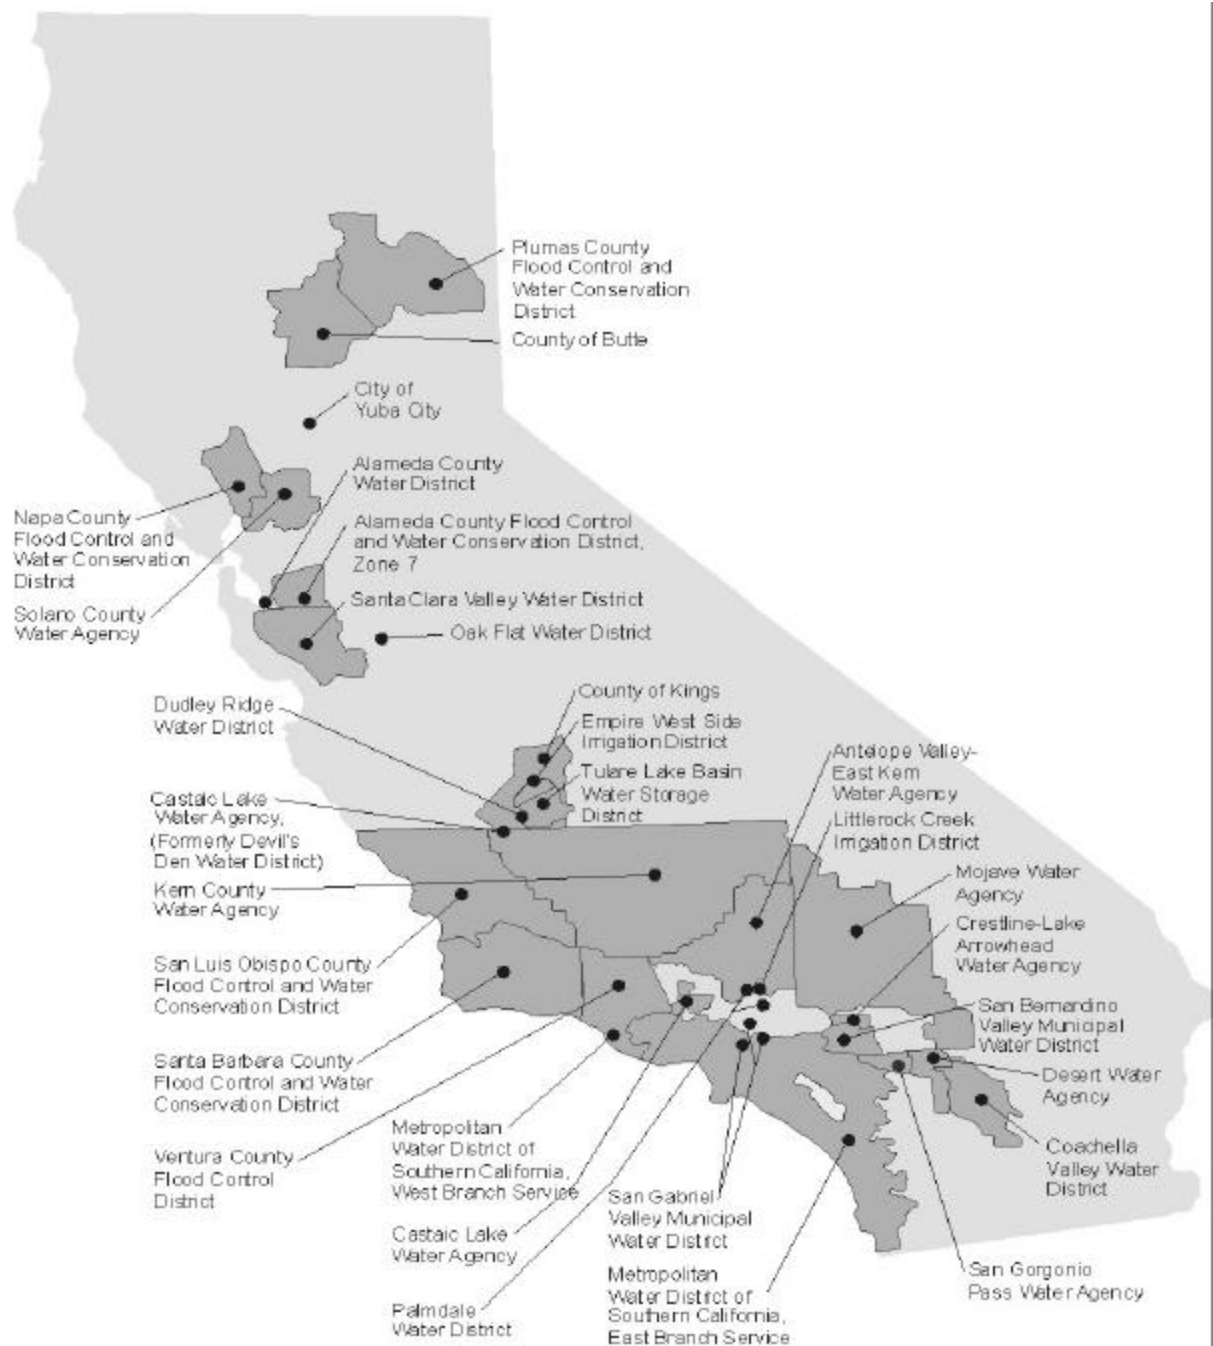 Plumas County
Flood Control and
Water Conservation
District
County of Butte
City of
Yuba City
Alameda County
Water District
Napa County
Flood Control and
Water Conservation
District
Alameda County Flood Control
and Water Conservation District,
Zone 7
Solano County
Water Agency
Santa Clara Valley Water District
Oak Flat Water District
Dudley Ridge
Water District
County of Kings
Empire West Side
Irrigation District
Tulare Lake Basin
Water Storage
District
Antelope Valley-
East Kern
Water Agency
Littlerock Creek
Irrigation District
Castaic Lake
Water Agency,
(Formerly Devil's
Den Water District)
Kern County
Water Agency
Mojave Water
Agency
Crestline-Lake
Arrowhead
Water Agency
San Luis Obispo County
Flood Control and Water
Conservation District
San Bernardino
Valley Municipal
Water District
Santa Barbara County
Flood Control and Water
Conservation District
Desert Water
Agency
Coachella
Valley Water
District
Ventura County
Flood Control
District
Metropolitan
Water District of
Southern California,
West Branch Service
San Gabriel
Valley Municipal
Water District
Castaic Lake
Water Agency
Metropolitan
Water District of
Southern California,
East Branch Service
San Gorgonio
Pass Water Agency
Palmdale
Water District